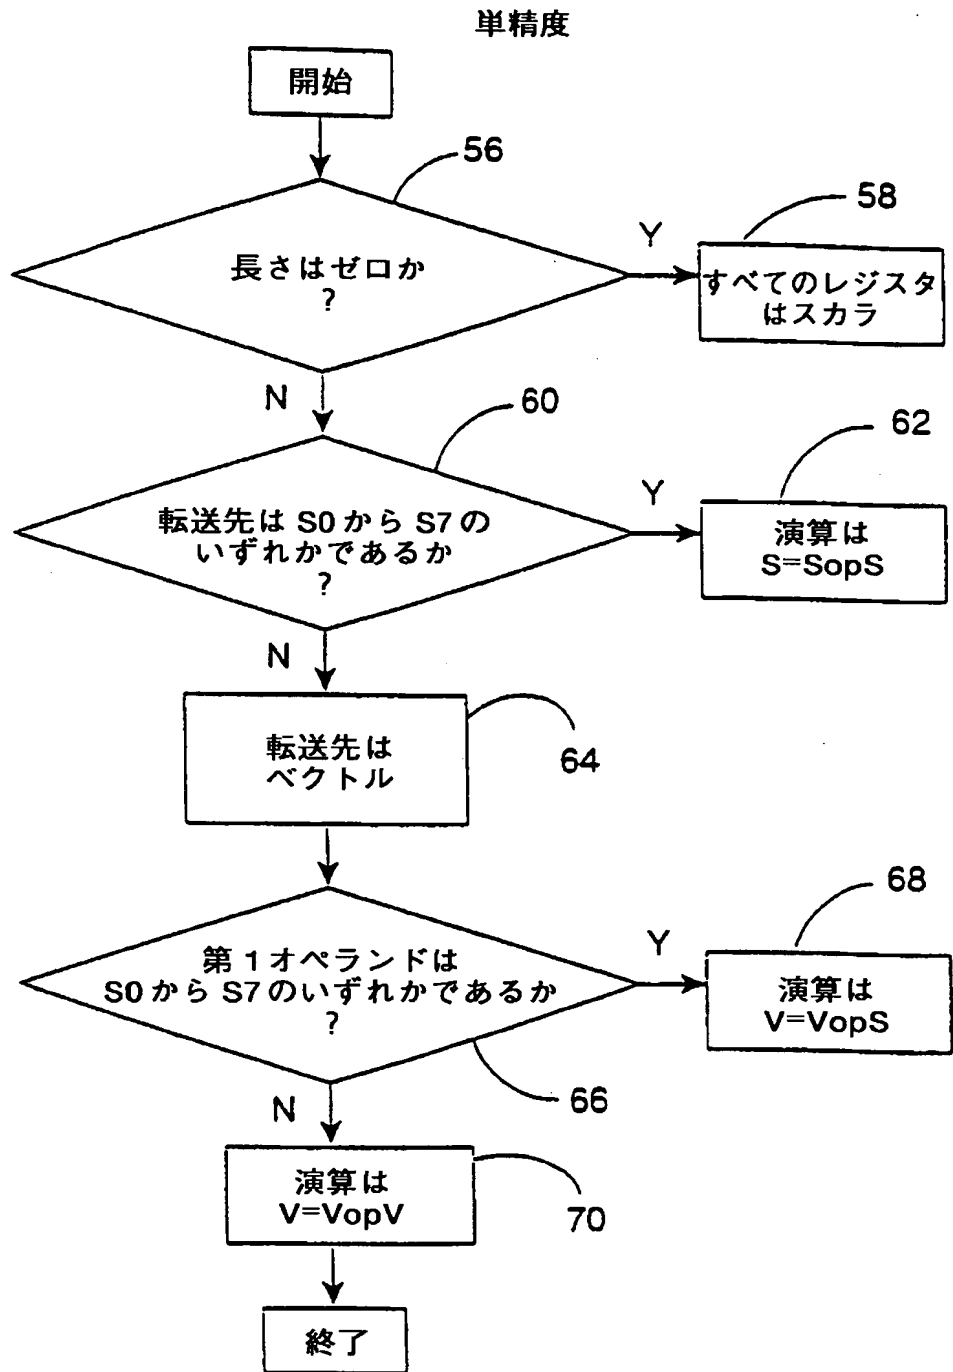 単精度
開始
56
長さはゼロか
?
Y
58
すべてのレジスタ
はスカラ
N
60
転送先は S0 から S7 の
いずれかであるか
?
Y
62
演算は
S=SopS
N
64
転送先は
ベクトル
第 1 オペランドは
S0 から S7 のいずれかであるか
?
66
Y
68
演算は
V=VopS
N
70
演算は
V=VopV
終了